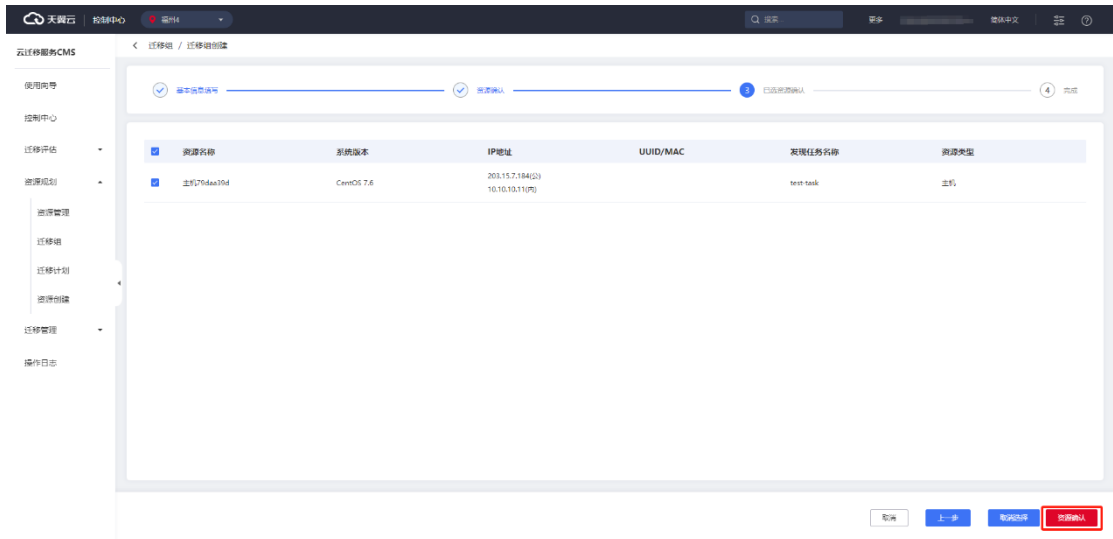 天翼云 控制中心 福州4 搜索 更多 简体中文
云迁移服务CMS
迁移组 / 迁移组创建
使用向导
控制中心
迁移评估
资源规划
资源管理
迁移组
迁移计划
资源创建
迁移管理
操作日志
基本信息填写 资源确认 3 已选资源确认 4 完成
资源名称 系统版本 IP地址 UUID/MAC 发现任务名称 资源类型
主机79daa39d CentOS 7.6 203.15.7.184(公) test-task 主机
10.10.10.11(内)
取消 上一步 取消选择 资源确认